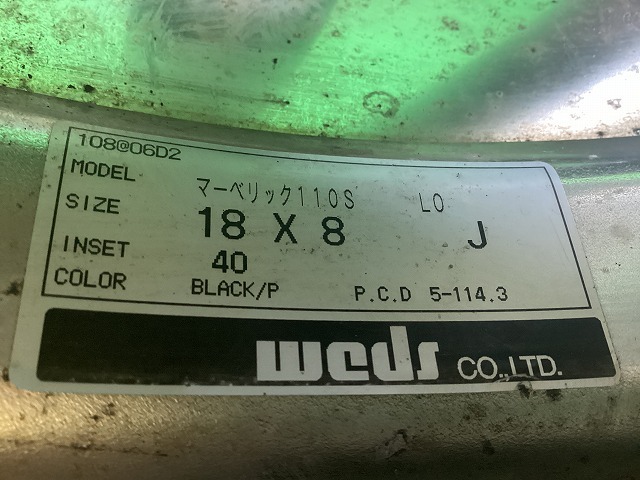 108@06D2
MODEL マーベリック110S LO
SIZE 18 X 8 J
INSET 40
COLOR BLACK/P P.C.D 5-114.3
weds CO.,LTD.